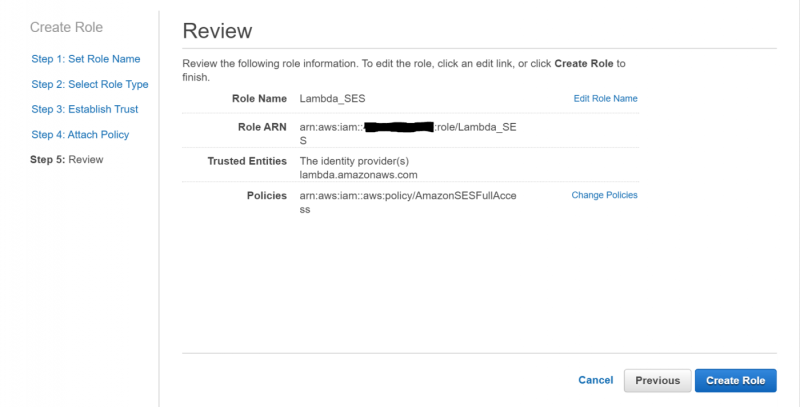 Create Role
Step 1: Set Role Name
Step 2: Select Role Type
Step 3: Establish Trust
Step 4: Attach Policy
Step 5: Review
Review
Review the following role information. To edit the role, click an edit link, or click Create Role to
finish.
Role Name Lambda_SES Edit Role Name
Role ARN arn:aws:iam:: :role/Lambda_SE
S
Trusted Entities The identity provider(s)
lambda.amazonaws.com
Policies arn:aws:iam::aws:policy/AmazonSESFullAcce Change Policies
ss
Cancel Previous Create Role